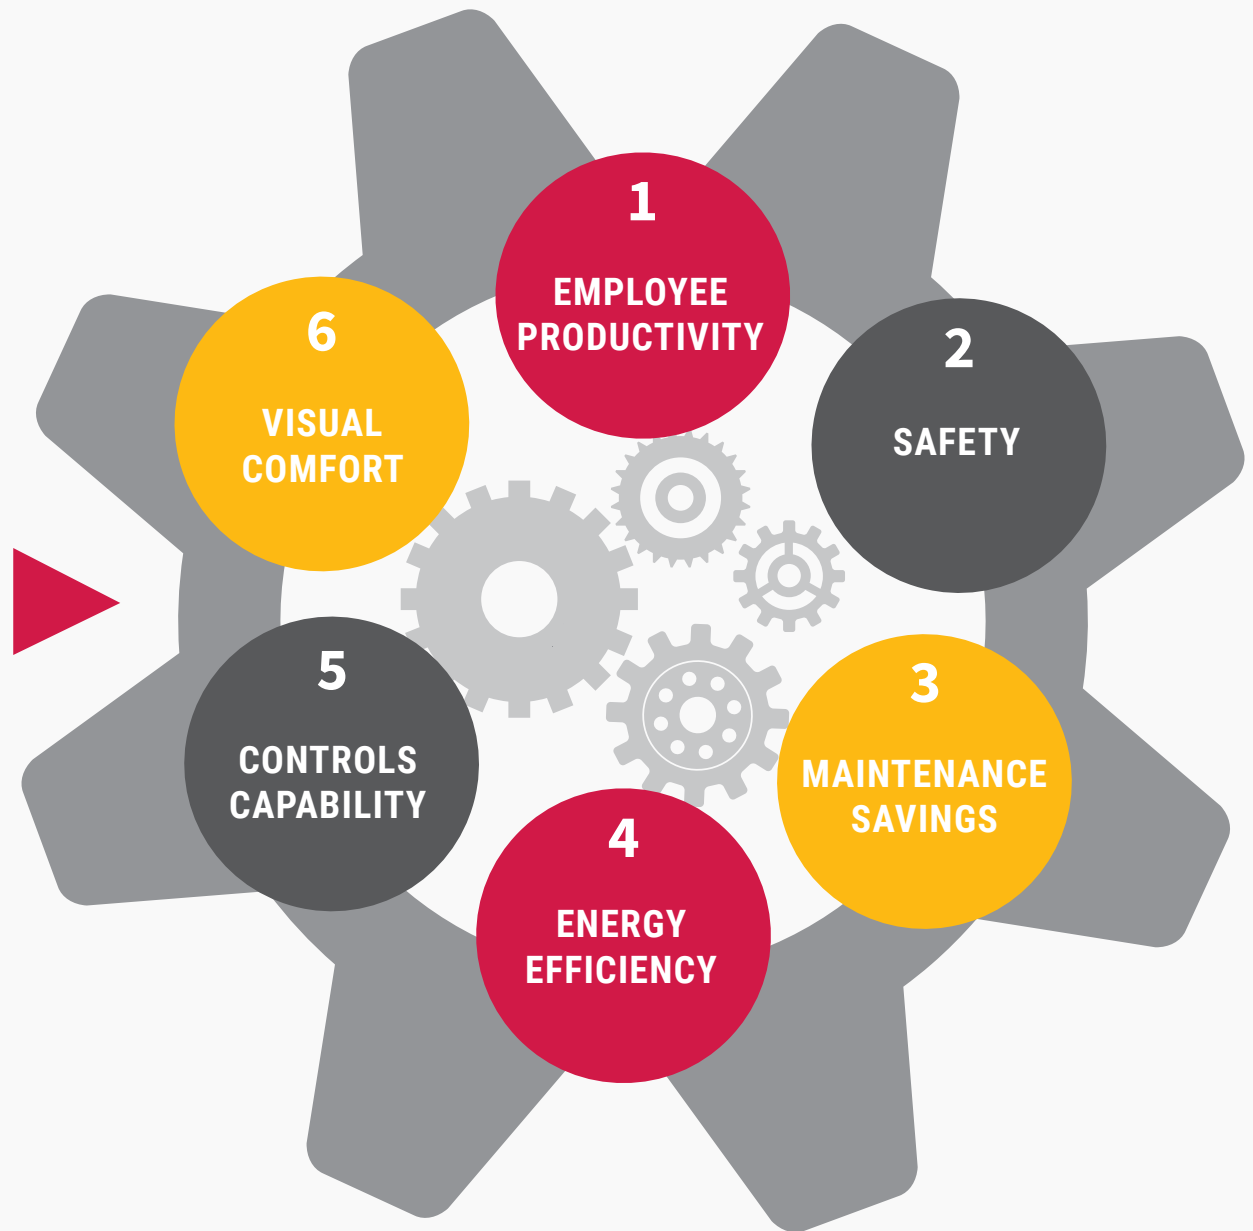 1
EMPLOYEE
PRODUCTIVITY
2
SAFETY
3
MAINTENANCE
SAVINGS
4
ENERGY
EFFICIENCY
5
CONTROLS
CAPABILITY
6
VISUAL
COMFORT